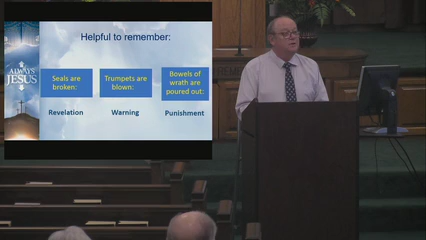 Helpful to remember:
ALWAYS
JESUS
Seals are
broken:
Trumpets are
blown:
Bowels of
wrath are
poured out:
Revelation
Warning
Punishment